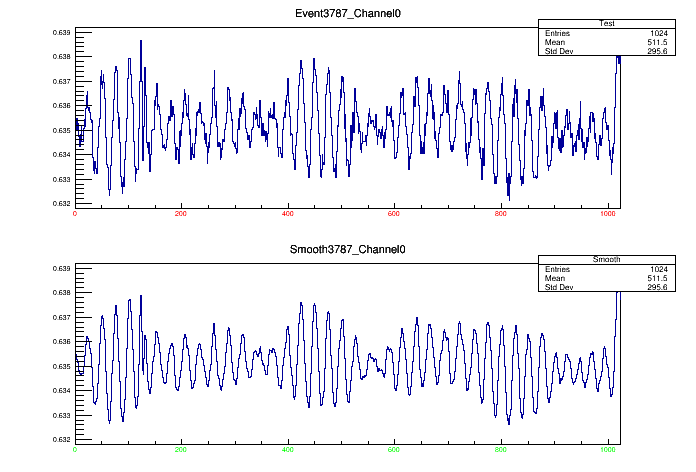 Event3787_Channel0
Test
Entries 1024
Mean 511.5
Std Dev 295.6
0.639
0.638
0.637
0.636
0.635
0.634
0.633
0.632
0 200 400 600 800 1000
Smooth3787_Channel0
Smooth
Entries 1024
Mean 511.5
Std Dev 295.6
0.639
0.638
0.637
0.636
0.635
0.634
0.633
0.632
0 200 400 600 800 1000